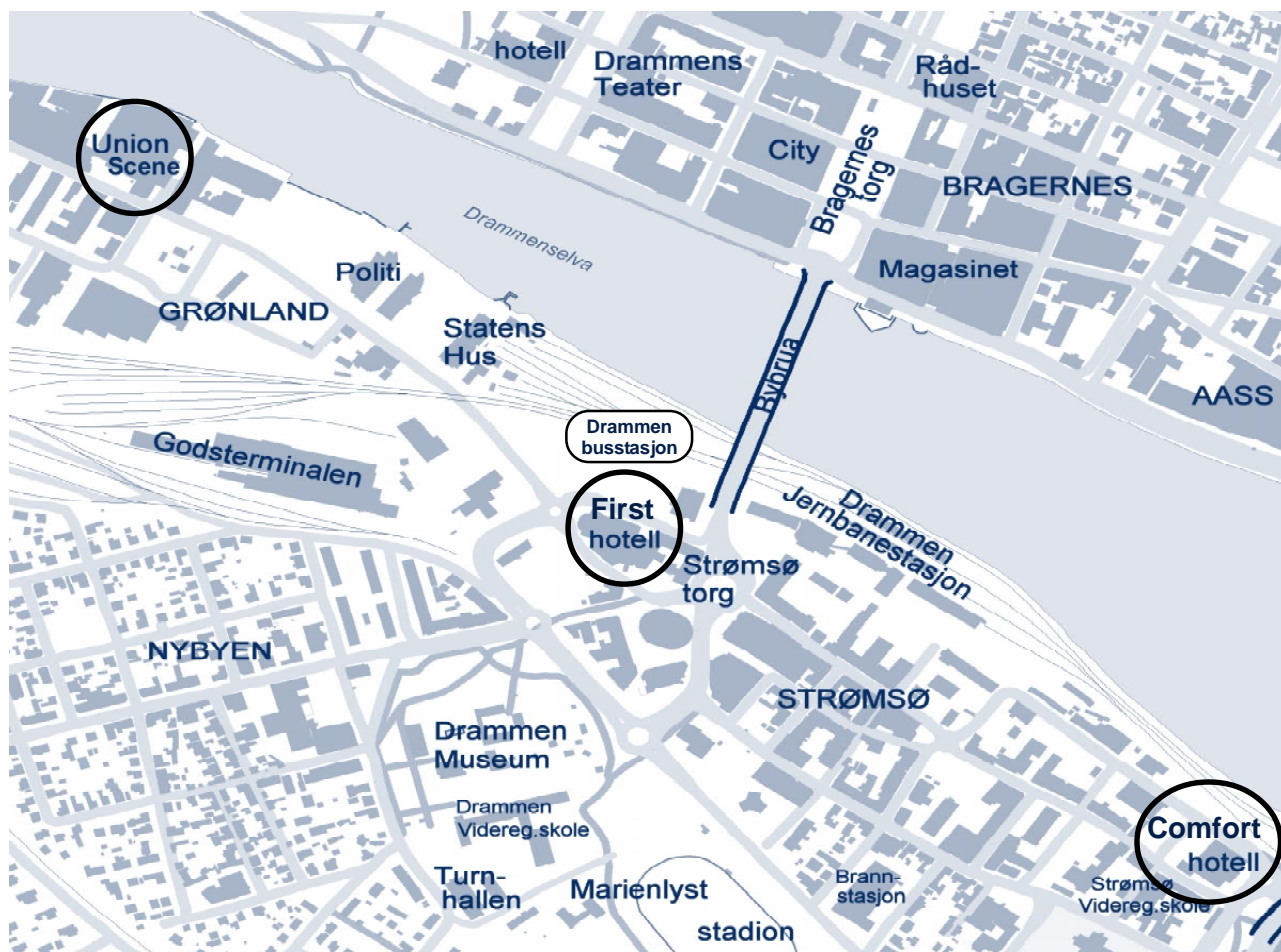 hotell
Drammens
Teater
Råd-
huset
Union
Scene
City
Bragernes
torg
BRAGERNES
Drammenselva
Politi
Magasinet
GRØNLAND
Statens
Hus
Bybrua
AASS
Drammen
busstasjon
Godsterminalen
First
hotell
Drammen
Jernbanestasjon
Strømsø
torg
NYBYEN
STRØMSØ
Drammen
Museum
Drammen
Videreg.skole
Comfort
hotell
Turn-
hallen
Marienlyst
stadion
Brann-
stasjon
Strømsø
Videreg.skole